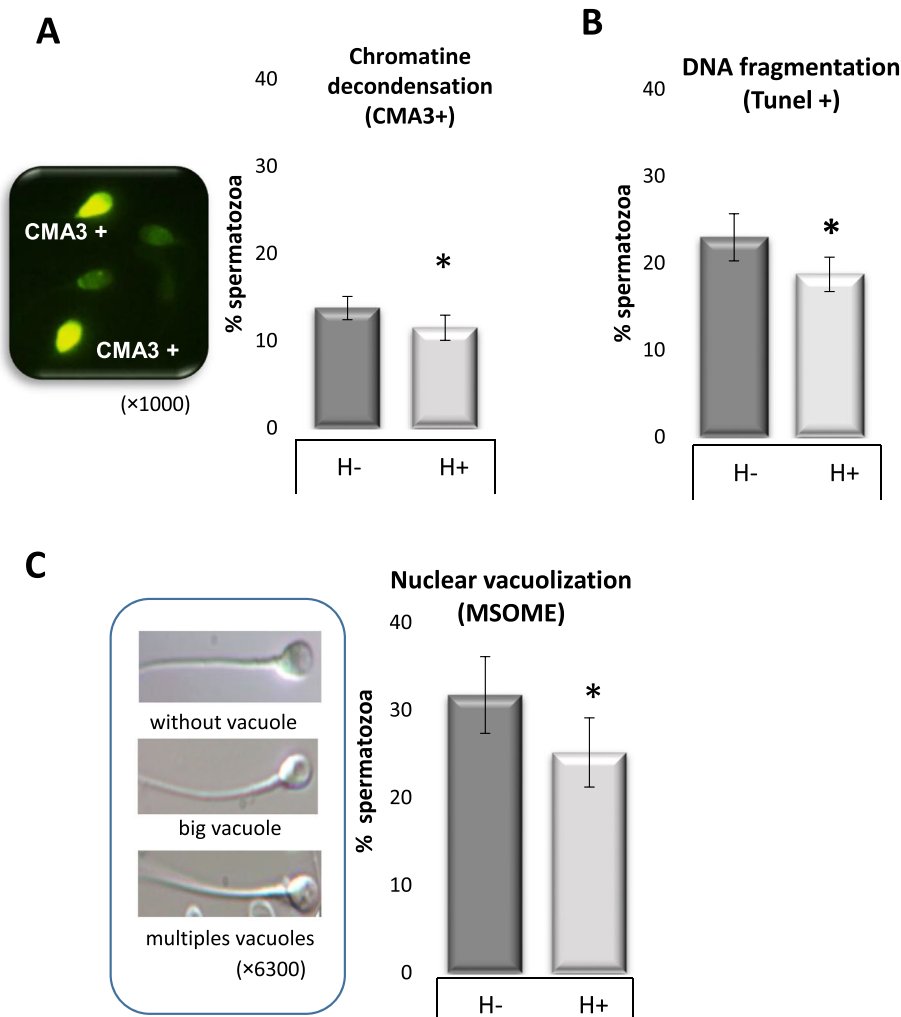 A
Chromatine
decondensation
(CMA3+)
40
30
20
10
0
% spermatozoa
*
H-
H+
CMA3 +
CMA3 +
(×1000)
B
DNA fragmentation
(Tunel +)
40
30
20
10
0
% spermatozoa
*
H-
H+
C
Nuclear vacuolization
(MSOME)
40
30
20
10
0
% spermatozoa
*
H-
H+
without vacuole
big vacuole
multiples vacuoles
(×6300)